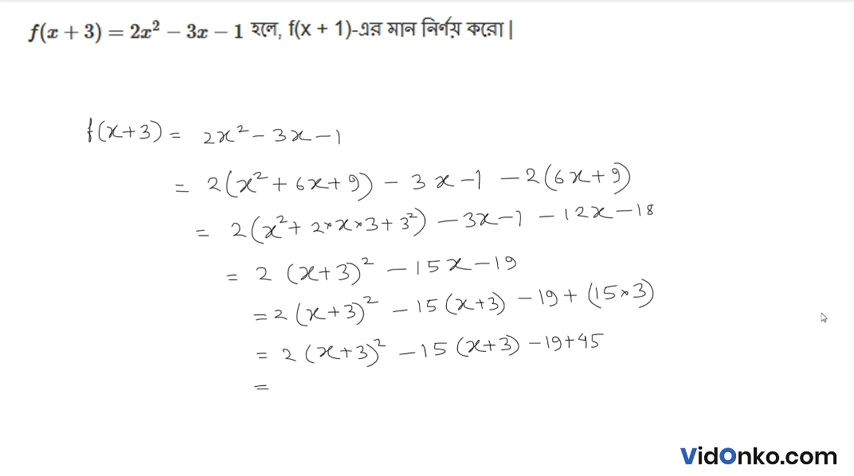 f(x + 3) = 2x² − 3x − 1 হলে, f(x + 1)-এর মান নির্ণয় করো |
f(x+3) = 2x² − 3x − 1
= 2(x² + 6x + 9) − 3x − 1 − 2(6x + 9)
= 2(x² + 2*x*3 + 3²) − 3x − 1 − 12x − 18
= 2 (x+3)² − 15x − 19
= 2(x+3)² − 15(x+3) − 19 + (15*3)
= 2(x+3)² − 15(x+3) − 19+45
=
VidOnko.com